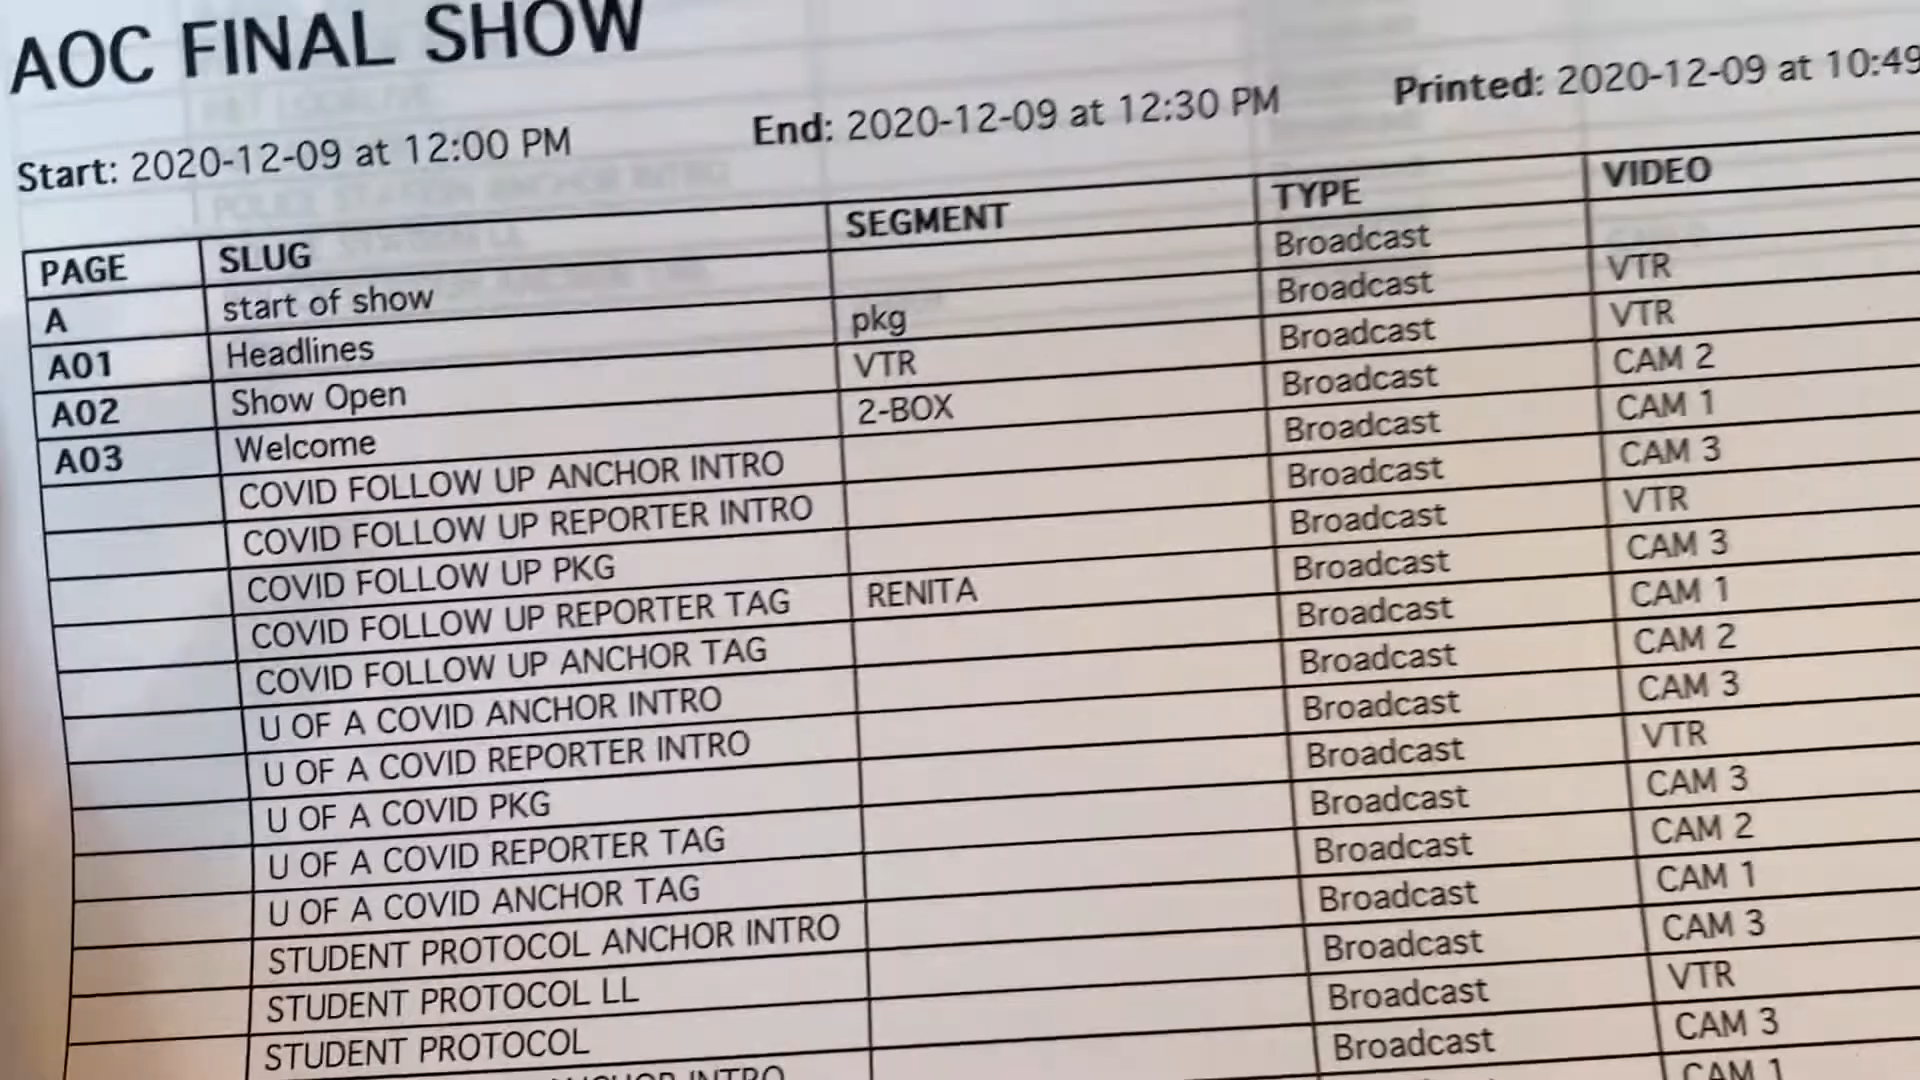 AOC FINAL SHOW
Start: 2020-12-09 at 12:00 PM End: 2020-12-09 at 12:30 PM Printed: 2020-12-09 at 10:49
PAGE SLUG SEGMENT TYPE VIDEO
A start of show Broadcast
A01 Headlines pkg Broadcast VTR
A02 Show Open VTR Broadcast VTR
A03 Welcome 2-BOX Broadcast CAM 2
COVID FOLLOW UP ANCHOR INTRO Broadcast CAM 1
COVID FOLLOW UP REPORTER INTRO Broadcast CAM 3
COVID FOLLOW UP PKG Broadcast VTR
COVID FOLLOW UP REPORTER TAG RENITA Broadcast CAM 3
COVID FOLLOW UP ANCHOR TAG Broadcast CAM 1
U OF A COVID ANCHOR INTRO Broadcast CAM 2
U OF A COVID REPORTER INTRO Broadcast CAM 3
U OF A COVID PKG Broadcast VTR
U OF A COVID REPORTER TAG Broadcast CAM 3
U OF A COVID ANCHOR TAG Broadcast CAM 2
STUDENT PROTOCOL ANCHOR INTRO Broadcast CAM 1
STUDENT PROTOCOL LL Broadcast CAM 3
STUDENT PROTOCOL Broadcast VTR
ANCHOR INTRO Broadcast CAM 3
CAM 1